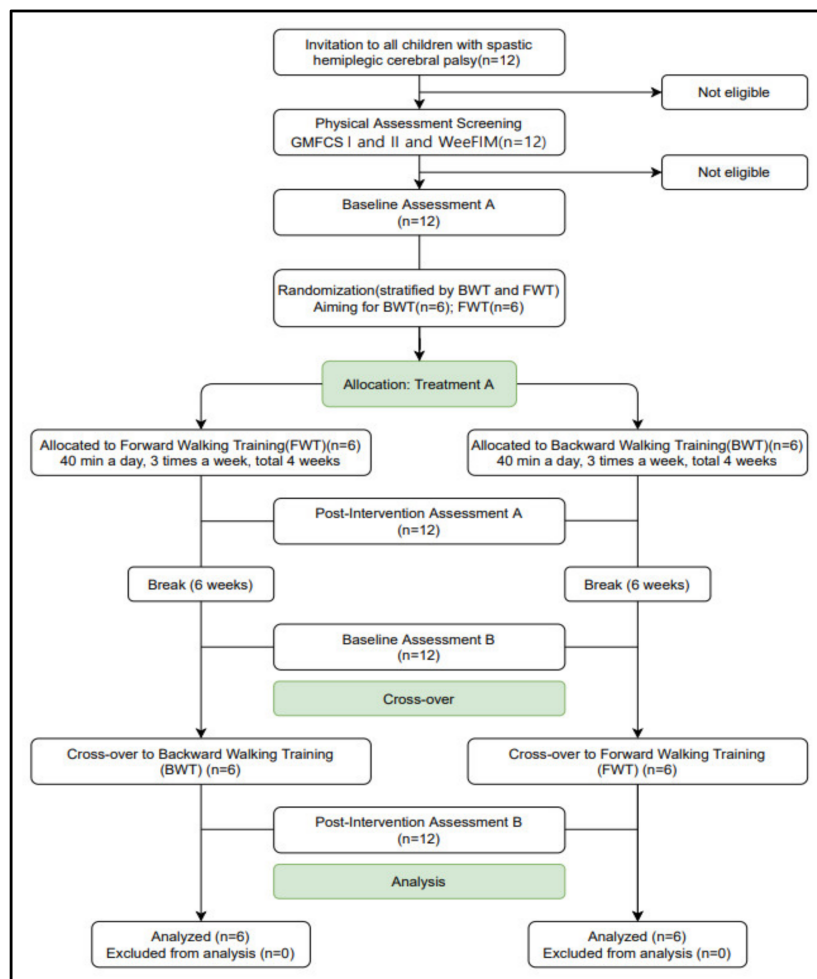 Invitation to all children with spastic
hemiplegic cerebral palsy(n=12)
Not eligible
Physical Assessment Screening
GMFCS Ⅰ and Ⅱ and WeeFIM(n=12)
Not eligible
Baseline Assessment A
(n=12)
Randomization(stratified by BWT and FWT)
Aiming for BWT(n=6); FWT(n=6)
Allocation: Treatment A
Allocated to Forward Walking Training(FWT)(n=6)
40 min a day, 3 times a week, total 4 weeks
Allocated to Backward Walking Training(BWT)(n=6)
40 min a day, 3 times a week, total 4 weeks
Post-Intervention Assessment A
(n=12)
Break (6 weeks)
Break (6 weeks)
Baseline Assessment B
(n=12)
Cross-over
Cross-over to Backward Walking Training
(BWT) (n=6)
Cross-over to Forward Walking Training
(FWT) (n=6)
Post-Intervention Assessment B
(n=12)
Analysis
Analyzed (n=6)
Excluded from analysis (n=0)
Analyzed (n=6)
Excluded from analysis (n=0)